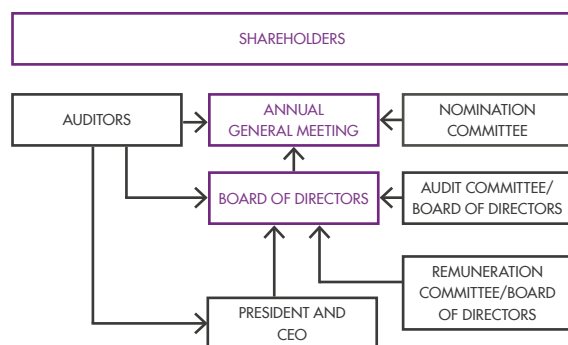 SHAREHOLDERS
AUDITORS
ANNUAL
GENERAL MEETING
NOMINATION
COMMITTEE
BOARD OF DIRECTORS
AUDIT COMMITTEE/
BOARD OF DIRECTORS
REMUNERATION
COMMITTEE/BOARD
OF DIRECTORS
PRESIDENT AND
CEO